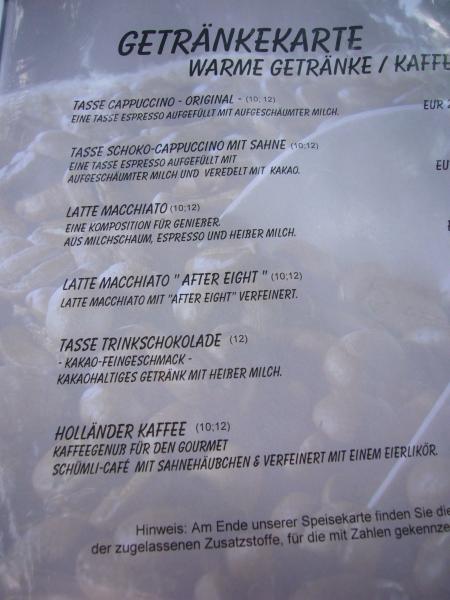 GETRÄNKEKARTE
WARME GETRÄNKE / KAFFE
TASSE CAPPUCCINO - ORIGINAL - (10; 12)
EUR
EINE TASSE ESPRESSO AUFGEFÜLLT MIT AUFGESCHÄUMTER MILCH.
TASSE SCHOKO-CAPPUCCINO MIT SAHNE (10;12)
EINE TASSE ESPRESSO AUFGEFÜLLT MIT
EU
AUFGESCHÄUMTER MILCH UND VEREDELT MIT KAKAO.
LATTE MACCHIATO (10;12)
EINE KOMPOSITION FÜR GENIEßER.
AUS MILCHSCHAUM, ESPRESSO UND HEIßER MILCH.
LATTE MACCHIATO " AFTER EIGHT " (10;12)
LATTE MACCHIATO MIT "AFTER EIGHT" VERFEINERT.
TASSE TRINKSCHOKOLADE (12)
- KAKAO-FEINGESCHMACK -
KAKAOHALTIGES GETRÄNK MIT HEIßER MILCH.
HOLLÄNDER KAFFEE (10;12)
KAFFEEGENUß FÜR DEN GOURMET
SCHÜMLI-CAFÉ MIT SAHNEHÄUBCHEN & VERFEINERT MIT EINEM EIERLIKÖR.
Hinweis: Am Ende unserer Speisekarte finden Sie die
der zugelassenen Zusatzstoffe, für die mit Zahlen gekennze